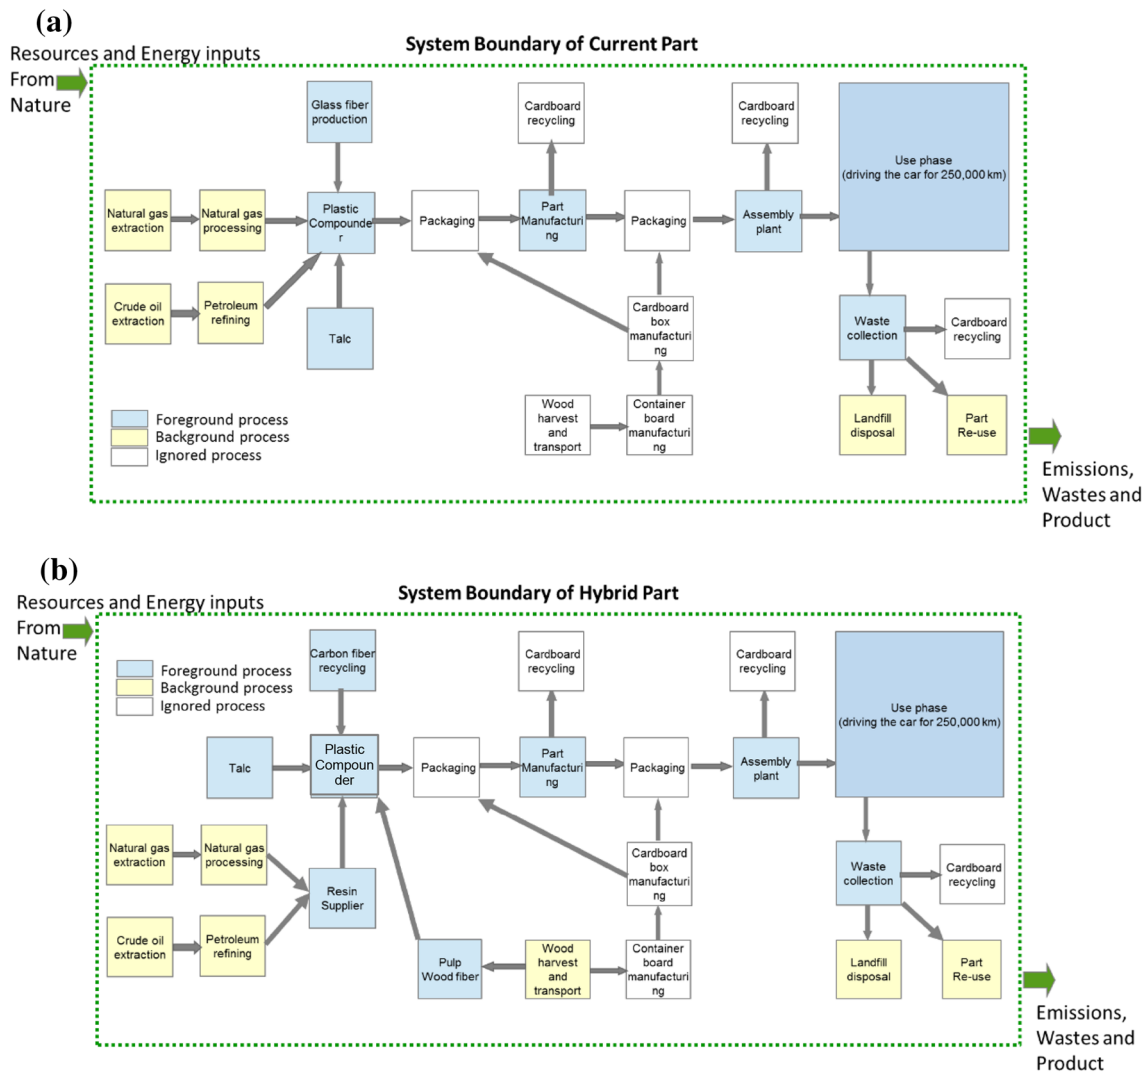 (a)
System Boundary of Current Part
Resources and Energy inputs
From
Nature
Glass fiber
production
Cardboard
recycling
Cardboard
recycling
Use phase
(driving the car for 250,000 km)
Natural gas
extraction
Natural gas
processing
Plastic
Compounde
r
Packaging
Part
Manufacturi
ng
Packaging
Assembly
plant
Crude oil
extraction
Petroleum
refining
Talc
Cardboard
box
manufacturi
ng
Waste
collection
Cardboard
recycling
Wood
harvest
and
transport
Container
board
manufacturi
ng
Landfill
disposal
Part
Re-use
Foreground process
Background process
Ignored process
Emissions,
Wastes and
Product
(b)
System Boundary of Hybrid Part
Resources and Energy inputs
From
Nature
Foreground process
Background process
Ignored process
Carbon fiber
recycling
Cardboard
recycling
Cardboard
recycling
Use phase
(driving the car for 250,000 km)
Talc
Plastic
Compoun
der
Packaging
Part
Manufacturi
ng
Packaging
Assembly
plant
Natural gas
extraction
Natural gas
processing
Resin
Supplier
Cardboard
box
manufacturi
ng
Waste
collection
Cardboard
recycling
Crude oil
extraction
Petroleum
refining
Pulp
Wood fiber
Wood
harvest
and
transport
Container
board
manufacturi
ng
Landfill
disposal
Part
Re-use
Emissions,
Wastes and
Product